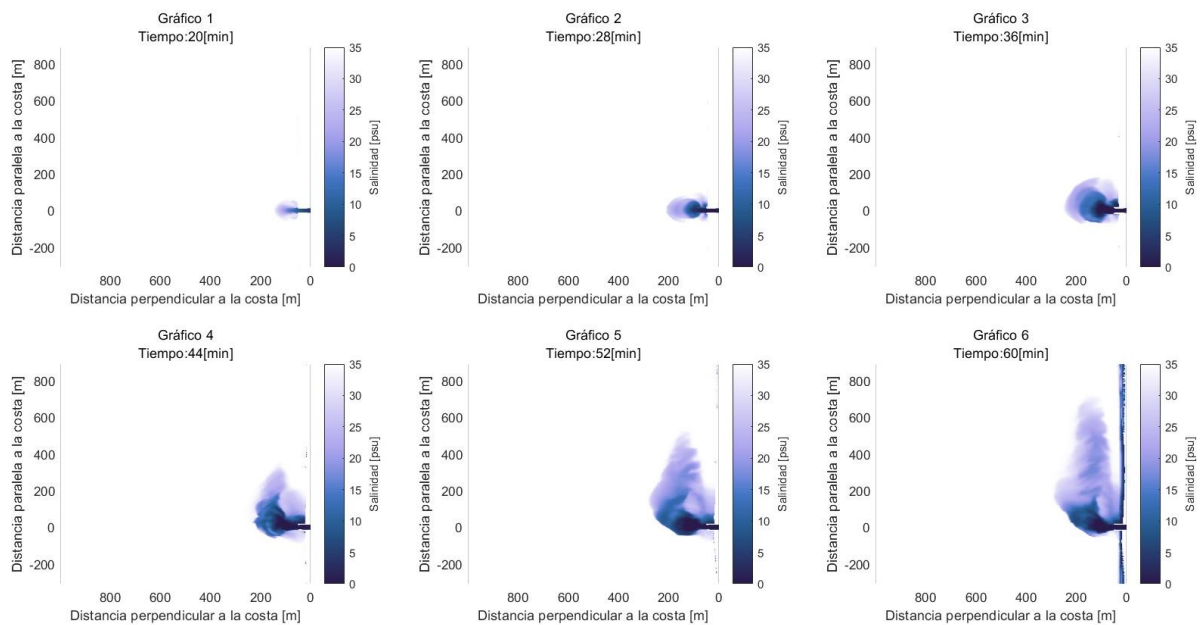 Gráfico 1
Tiempo:20[min]
Distancia paralela a la costa [m]
800
600
400
200
0
-200
800 600 400 200 0
Distancia perpendicular a la costa [m]
35
30
25
20
15
10
5
0
Salinidad [psu]
Gráfico 2
Tiempo:28[min]
Distancia paralela a la costa [m]
800
600
400
200
0
-200
800 600 400 200 0
Distancia perpendicular a la costa [m]
35
30
25
20
15
10
5
0
Salinidad [psu]
Gráfico 3
Tiempo:36[min]
Distancia paralela a la costa [m]
800
600
400
200
0
-200
800 600 400 200 0
Distancia perpendicular a la costa [m]
35
30
25
20
15
10
5
0
Salinidad [psu]
Gráfico 4
Tiempo:44[min]
Distancia paralela a la costa [m]
800
600
400
200
0
-200
800 600 400 200 0
Distancia perpendicular a la costa [m]
35
30
25
20
15
10
5
0
Salinidad [psu]
Gráfico 5
Tiempo:52[min]
Distancia paralela a la costa [m]
800
600
400
200
0
-200
800 600 400 200 0
Distancia perpendicular a la costa [m]
35
30
25
20
15
10
5
0
Salinidad [psu]
Gráfico 6
Tiempo:60[min]
Distancia paralela a la costa [m]
800
600
400
200
0
-200
800 600 400 200 0
Distancia perpendicular a la costa [m]
35
30
25
20
15
10
5
0
Salinidad [psu]